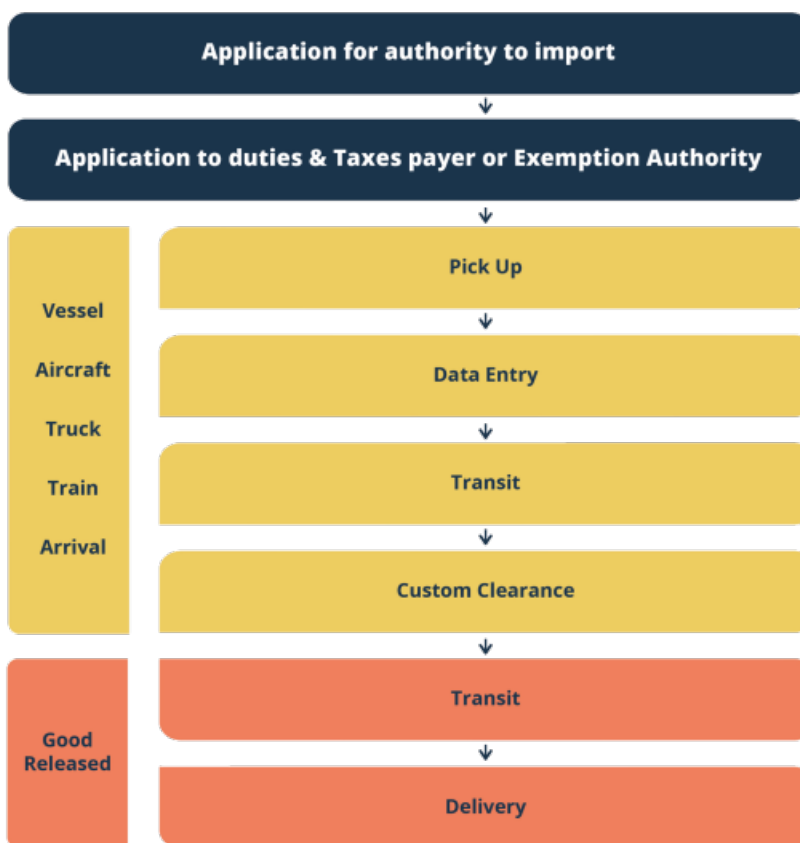 Application for authority to import
Application to duties & Taxes payer or Exemption Authority
Vessel
Aircraft
Truck
Train
Arrival
Pick Up
Data Entry
Transit
Custom Clearance
Good
Released
Transit
Delivery